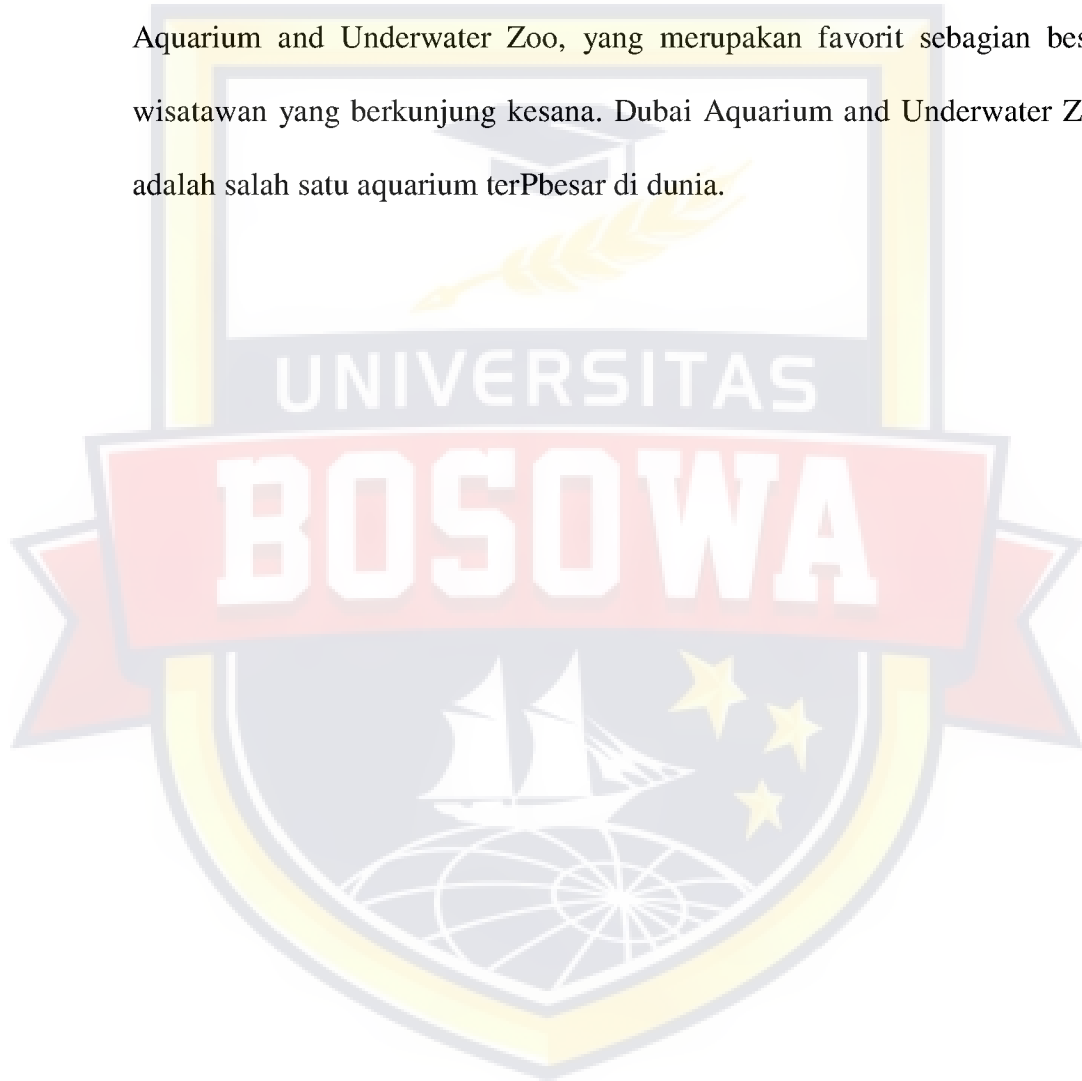 Aquarium and Underwater Zoo, yang merupakan favorit sebagian
wisatawan yang berkunjung kesana. Dubai Aquarium and Underwater
adalah salah satu aquarium terPbesar di dunia.
UNIVERSITAS
BOSOWA